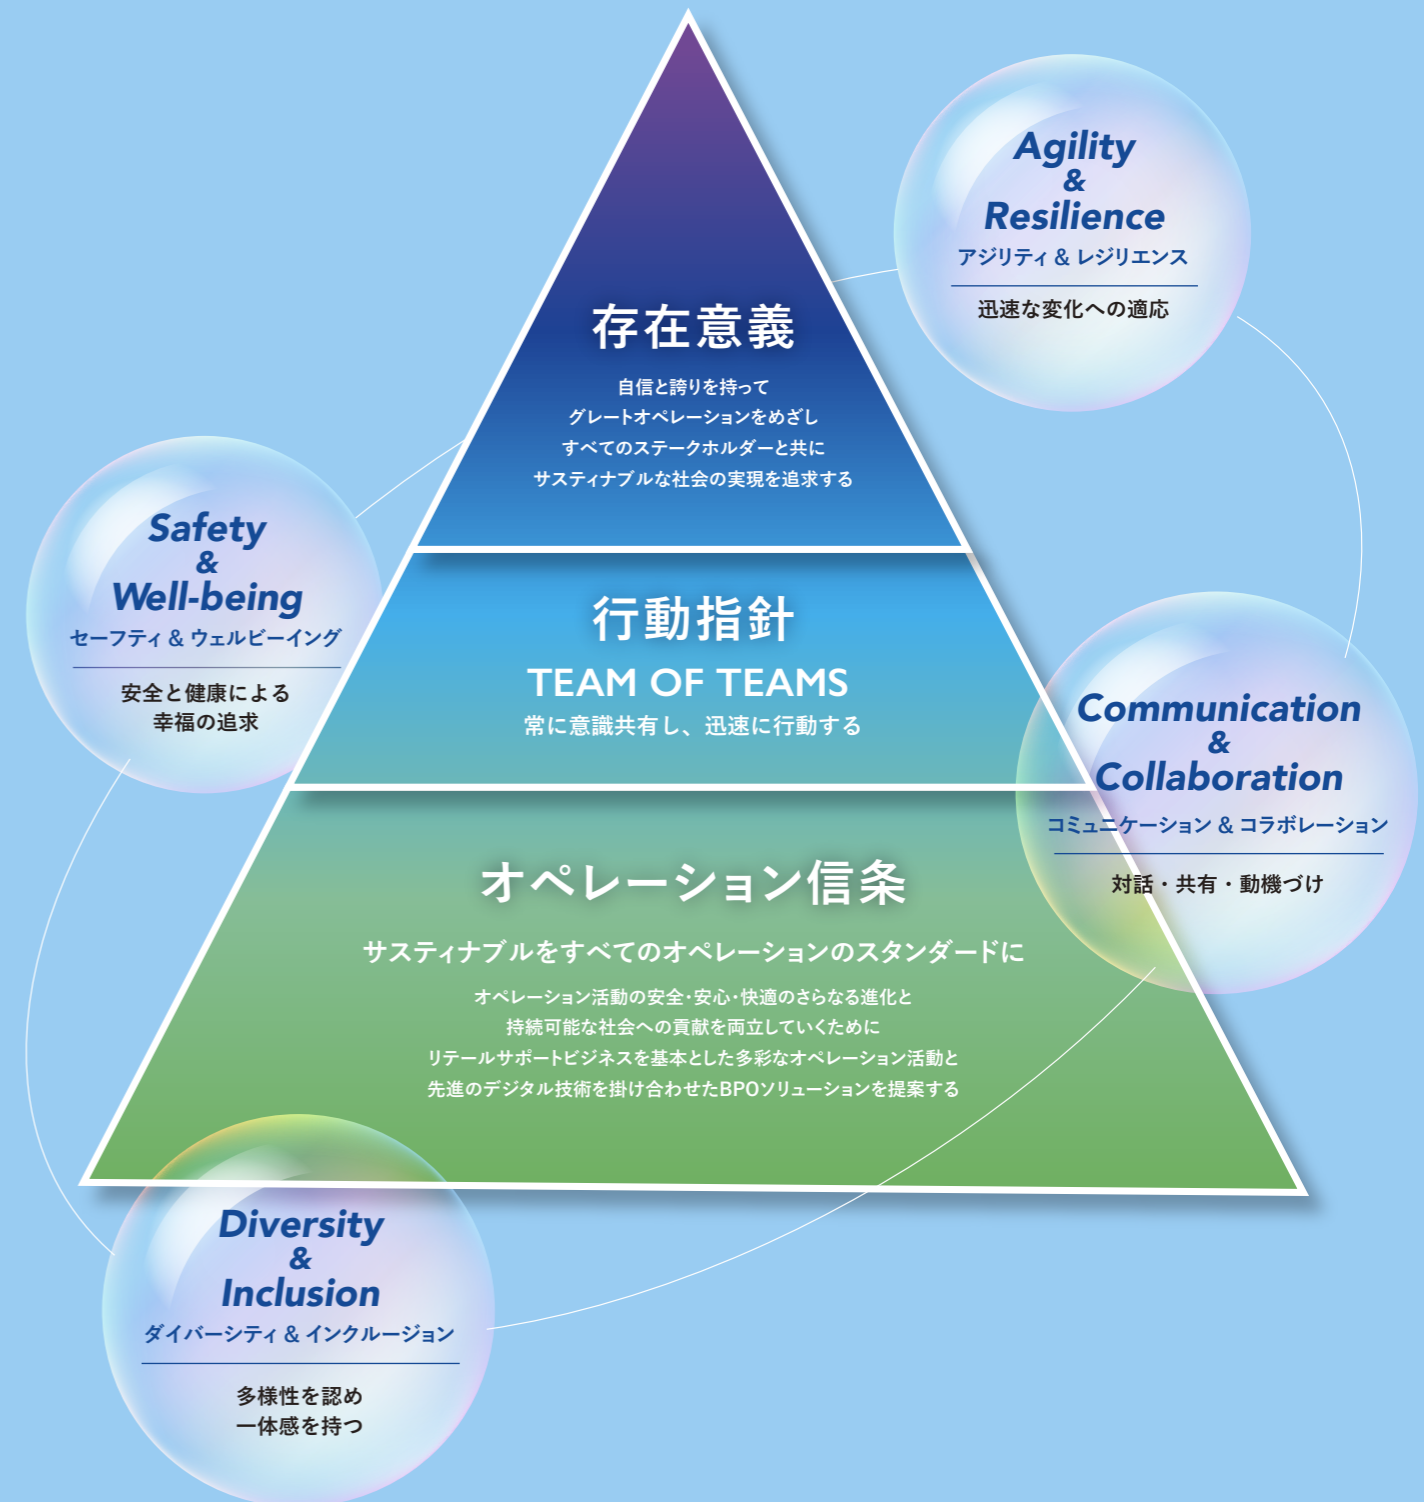 存在意義
自信と誇りを持って
グレートオペレーションをめざし
すべてのステークホルダーと共に
サスティナブルな社会の実現を追求する
行動指針
TEAM OF TEAMS
常に意識共有し、迅速に行動する
オペレーション信条
サスティナブルをすべてのオペレーションのスタンダードに
オペレーション活動の安全・安心・快適のさらなる進化と
持続可能な社会への貢献を両立していくために
リテールサポートビジネスを基本とした多彩なオペレーション活動と
先進のデジタル技術を掛け合わせたBPOソリューションを提案する
Agility
&
Resilience
アジリティ & レジリエンス
迅速な変化への適応
Safety
&
Well-being
セーフティ & ウェルビーイング
安全と健康による
幸福の追求
Communication
&
Collaboration
コミュニケーション & コラボレーション
対話・共有・動機づけ
Diversity
&
Inclusion
ダイバーシティ & インクルージョン
多様性を認め
一体感を持つ